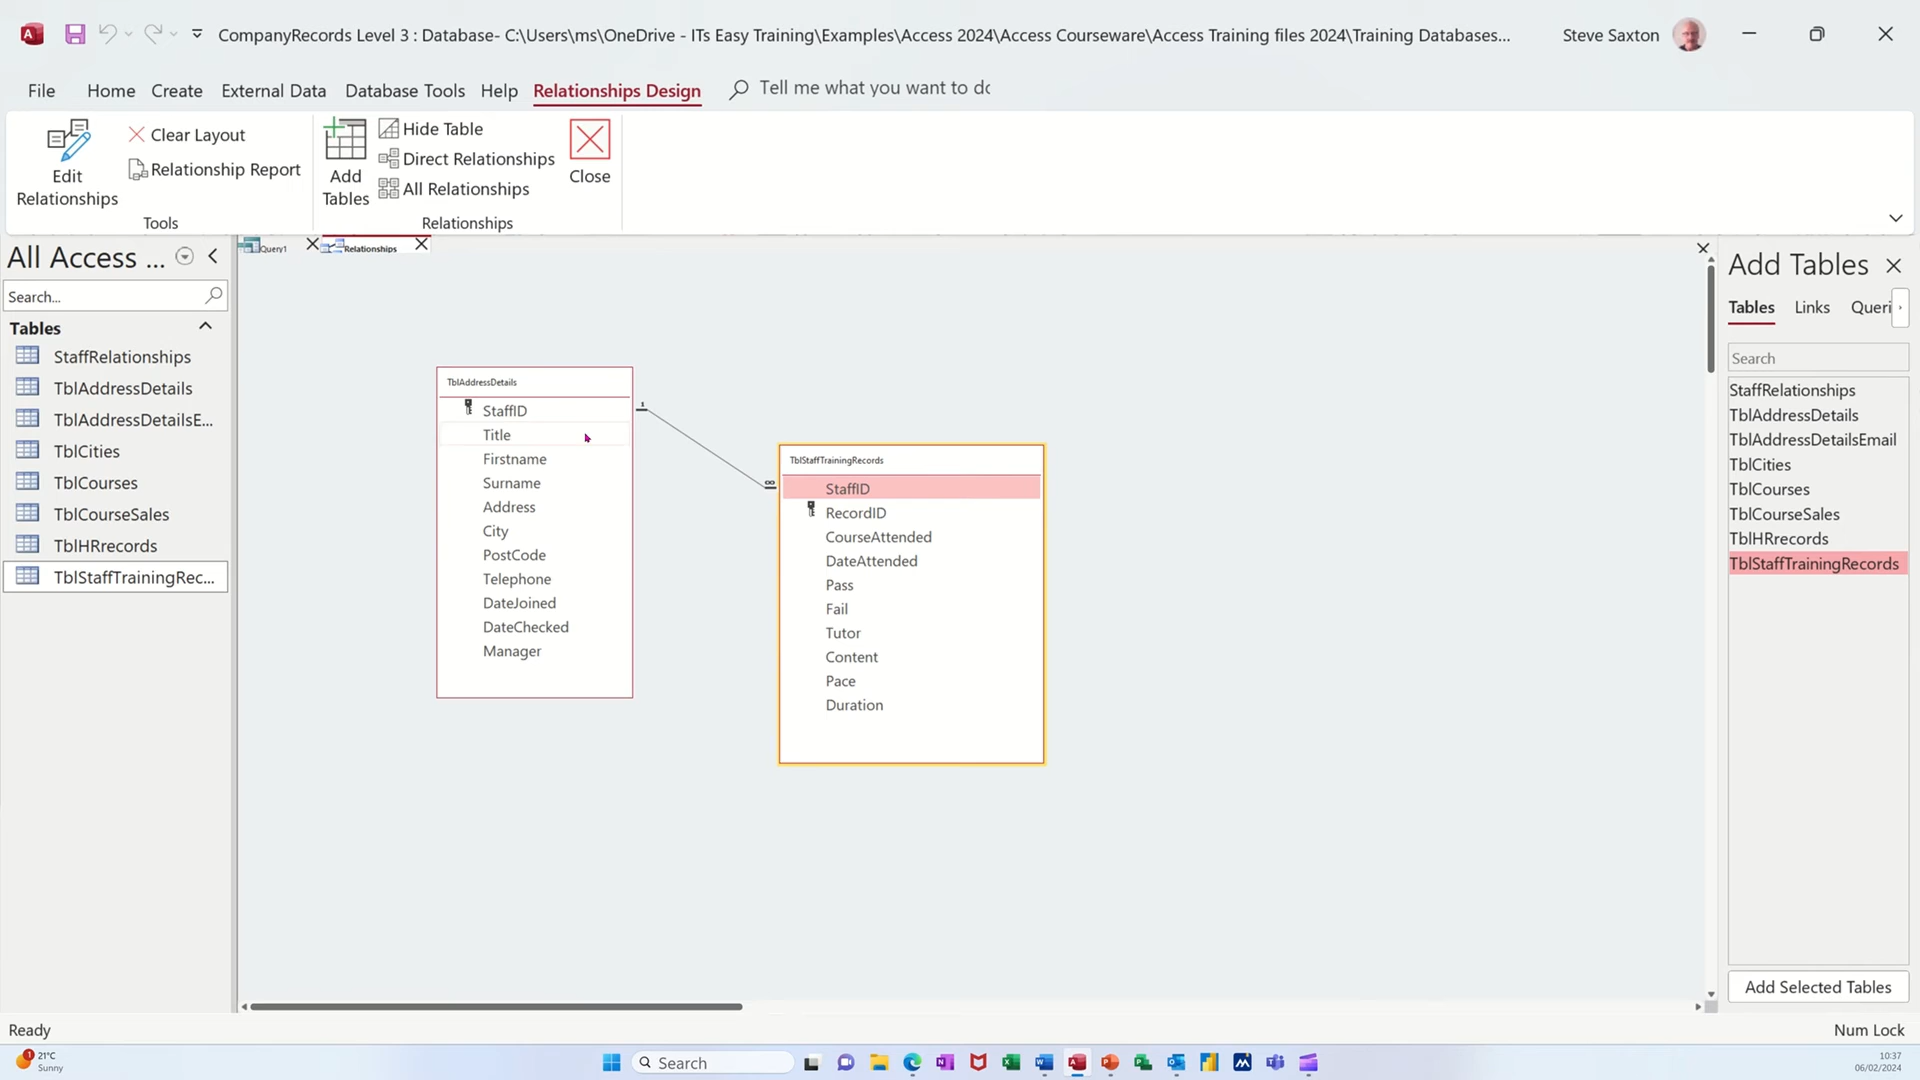 CompanyRecords Level 3 : Database- C:\Users\ms\OneDrive - ITs Easy Training\Examples\Access 2024\Access Courseware\Access Training files 2024\Training Databases...
Steve Saxton
File Home Create External Data Database Tools Help Relationships Design Tell me what you want to do
Edit Relationships
Clear Layout
Relationship Report
Tools
Add Tables
Hide Table
Direct Relationships
All Relationships
Close
Relationships
All Access ...
Search...
Tables
StaffRelationships
TblAddressDetails
TblAddressDetailsE...
TblCities
TblCourses
TblCourseSales
TblHRrecords
TblStaffTrainingRec...
Query1
Relationships
TblAddressDetails
StaffID
Title
Firstname
Surname
Address
City
PostCode
Telephone
DateJoined
DateChecked
Manager
1
∞
TblStaffTrainingRecords
StaffID
RecordID
CourseAttended
DateAttended
Pass
Fail
Tutor
Content
Pace
Duration
Add Tables
Tables Links Queri
Search
StaffRelationships
TblAddressDetails
TblAddressDetailsEmail
TblCities
TblCourses
TblCourseSales
TblHRrecords
TblStaffTrainingRecords
Add Selected Tables
Ready
Num Lock
1
21°C
Sunny
Search
10:37
06/02/2024